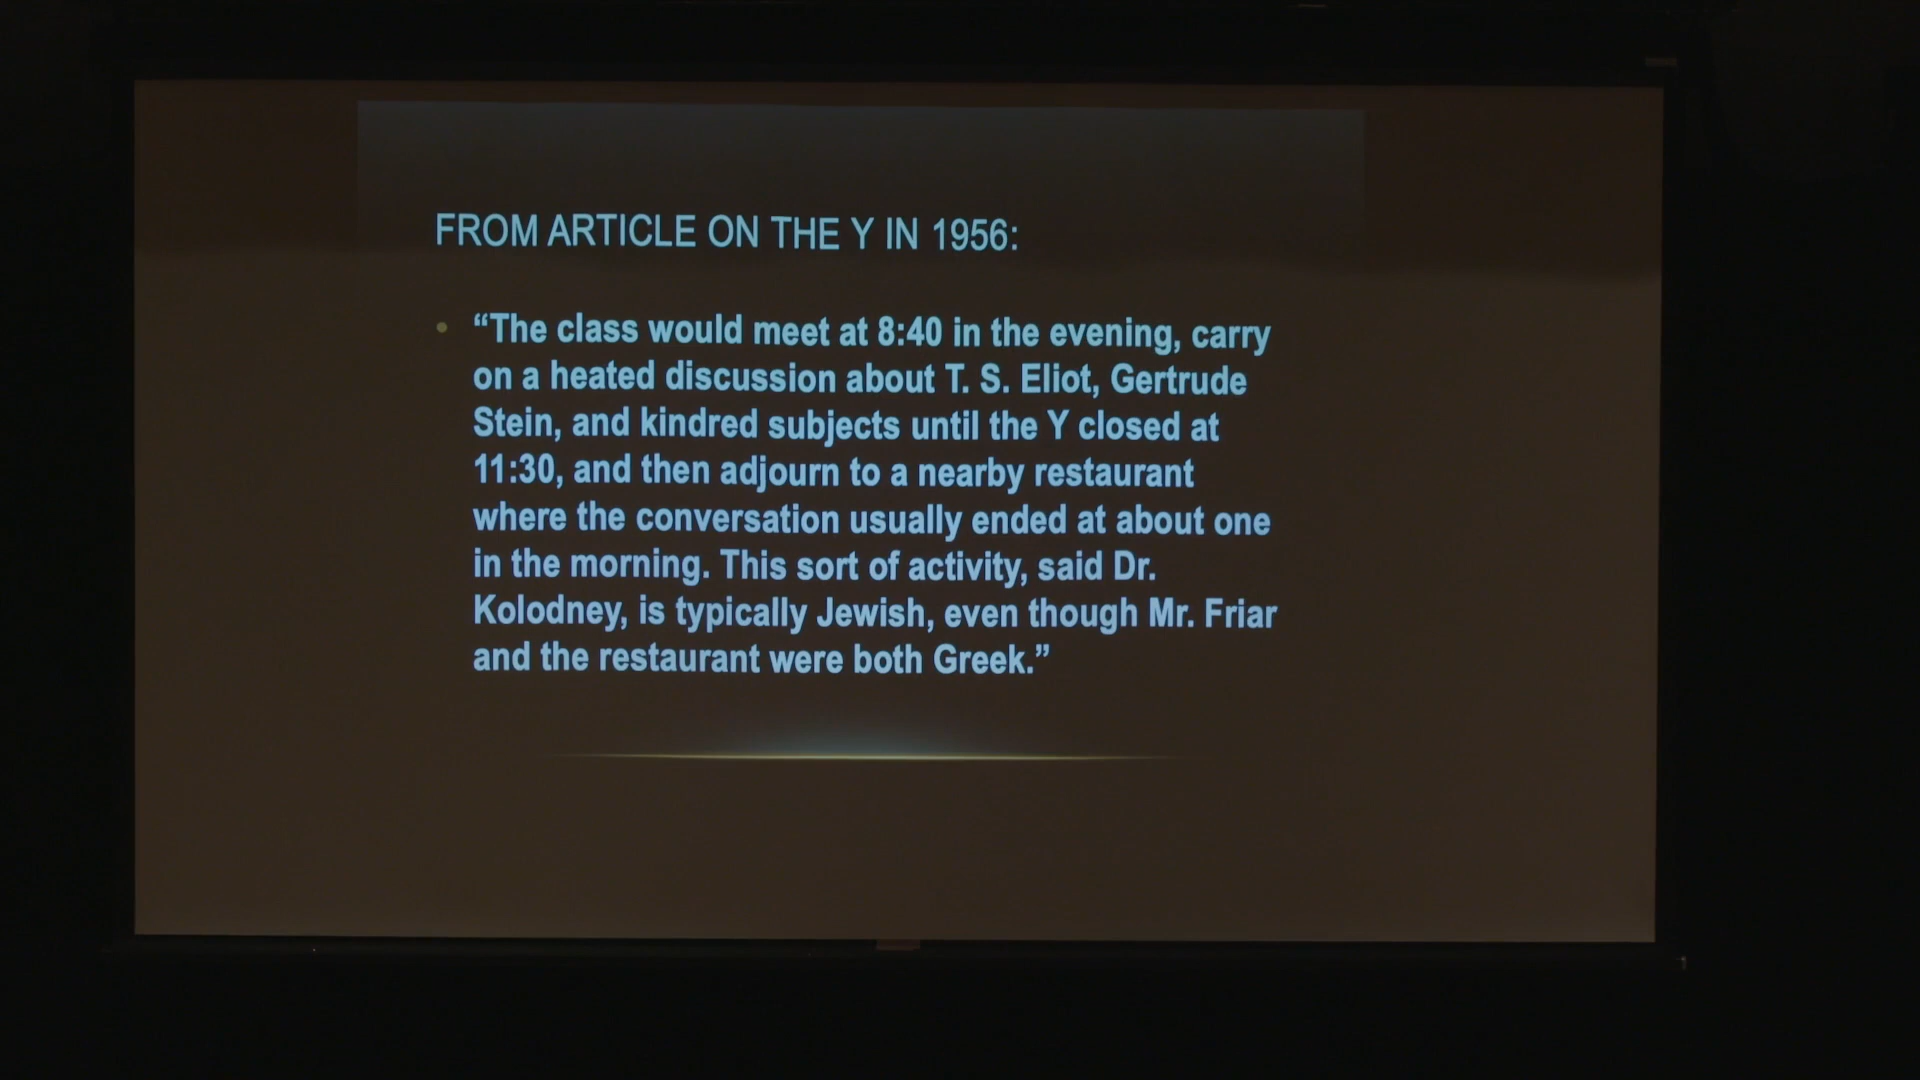 FROM ARTICLE ON THE Y IN 1956:
• “The class would meet at 8:40 in the evening, carry
on a heated discussion about T. S. Eliot, Gertrude
Stein, and kindred subjects until the Y closed at
11:30, and then adjourn to a nearby restaurant
where the conversation usually ended at about one
in the morning. This sort of activity, said Dr.
Kolodney, is typically Jewish, even though Mr. Friar
and the restaurant were both Greek.”